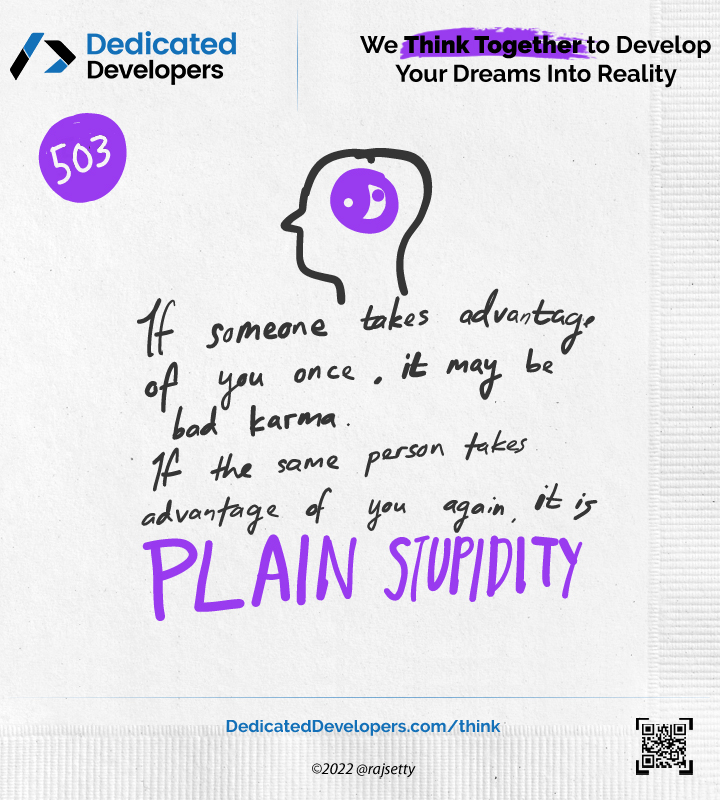 Dedicated
Developers
We Think Together to Develop
Your Dreams Into Reality
503
If someone takes advantage
of you once, it may be
bad karma.
If the same person takes
advantage of you again, it is
PLAIN STUPIDITY
DedicatedDevelopers.com/think
©2022 @rajsetty